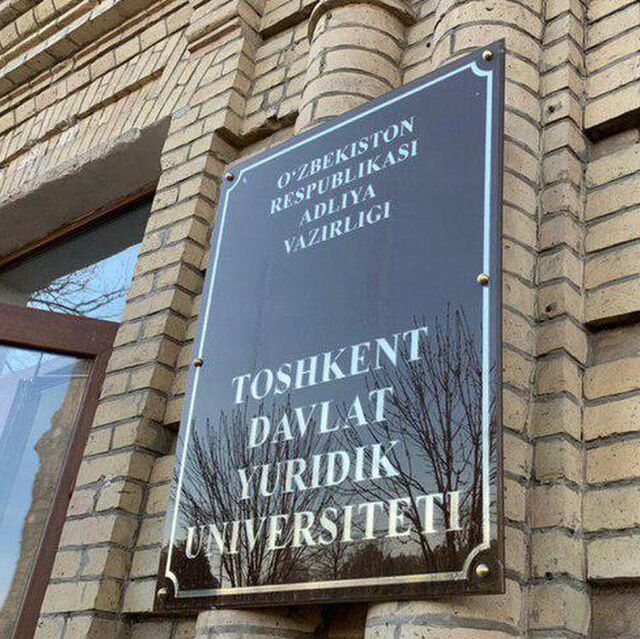 O‘ZBEKISTON
RESPUBLIKASI
ADLIYA
VAZIRLIGI
TOSHKENT
DAVLAT
YURIDIK
UNIVERSITETI